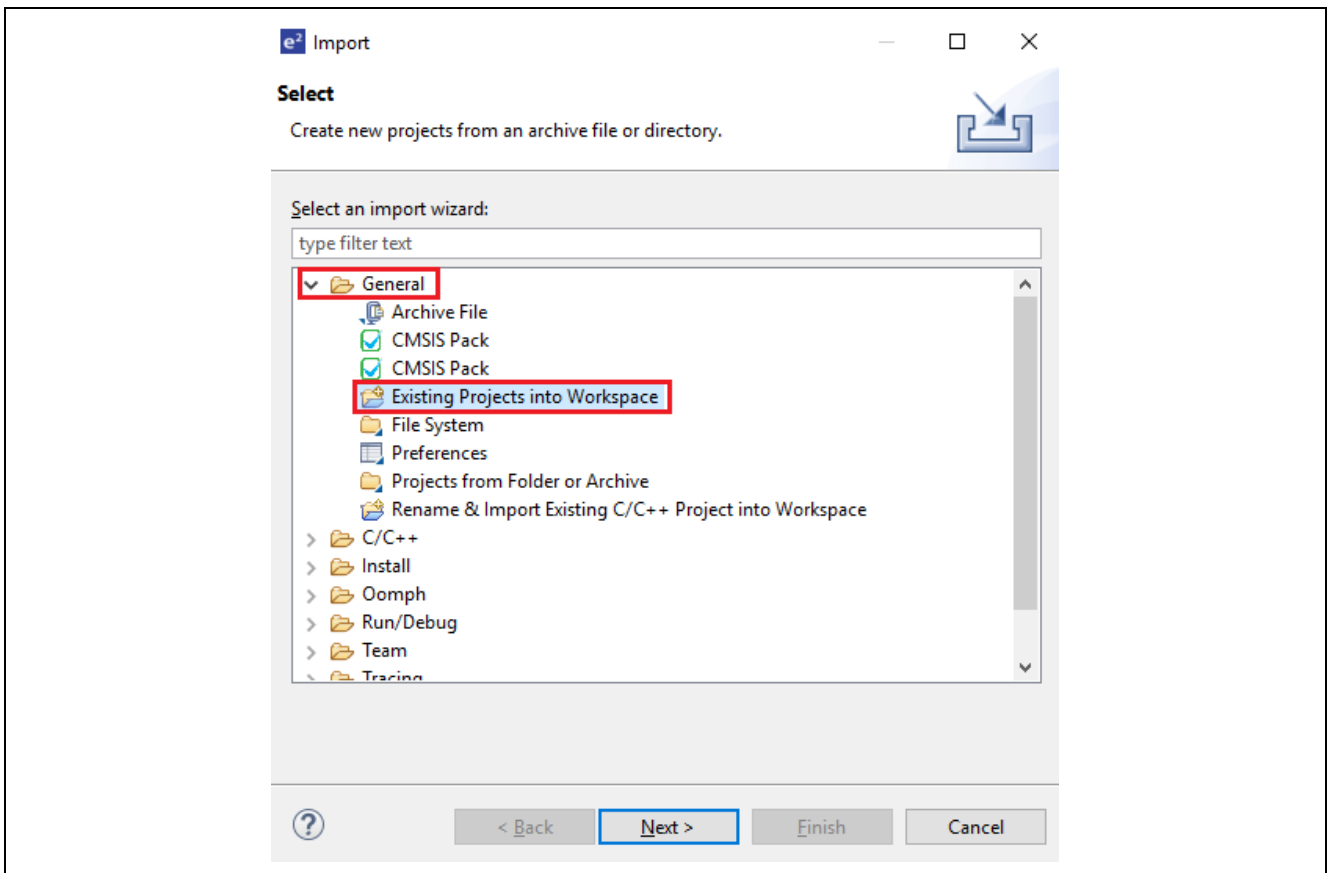 e² Import
Select
Create new projects from an archive file or directory.
Select an import wizard:
type filter text
General
Archive File
CMSIS Pack
CMSIS Pack
Existing Projects into Workspace
File System
Preferences
Projects from Folder or Archive
Rename & Import Existing C/C++ Project into Workspace
C/C++
Install
Oomph
Run/Debug
Team
Tracing
? < Back Next > Finish Cancel